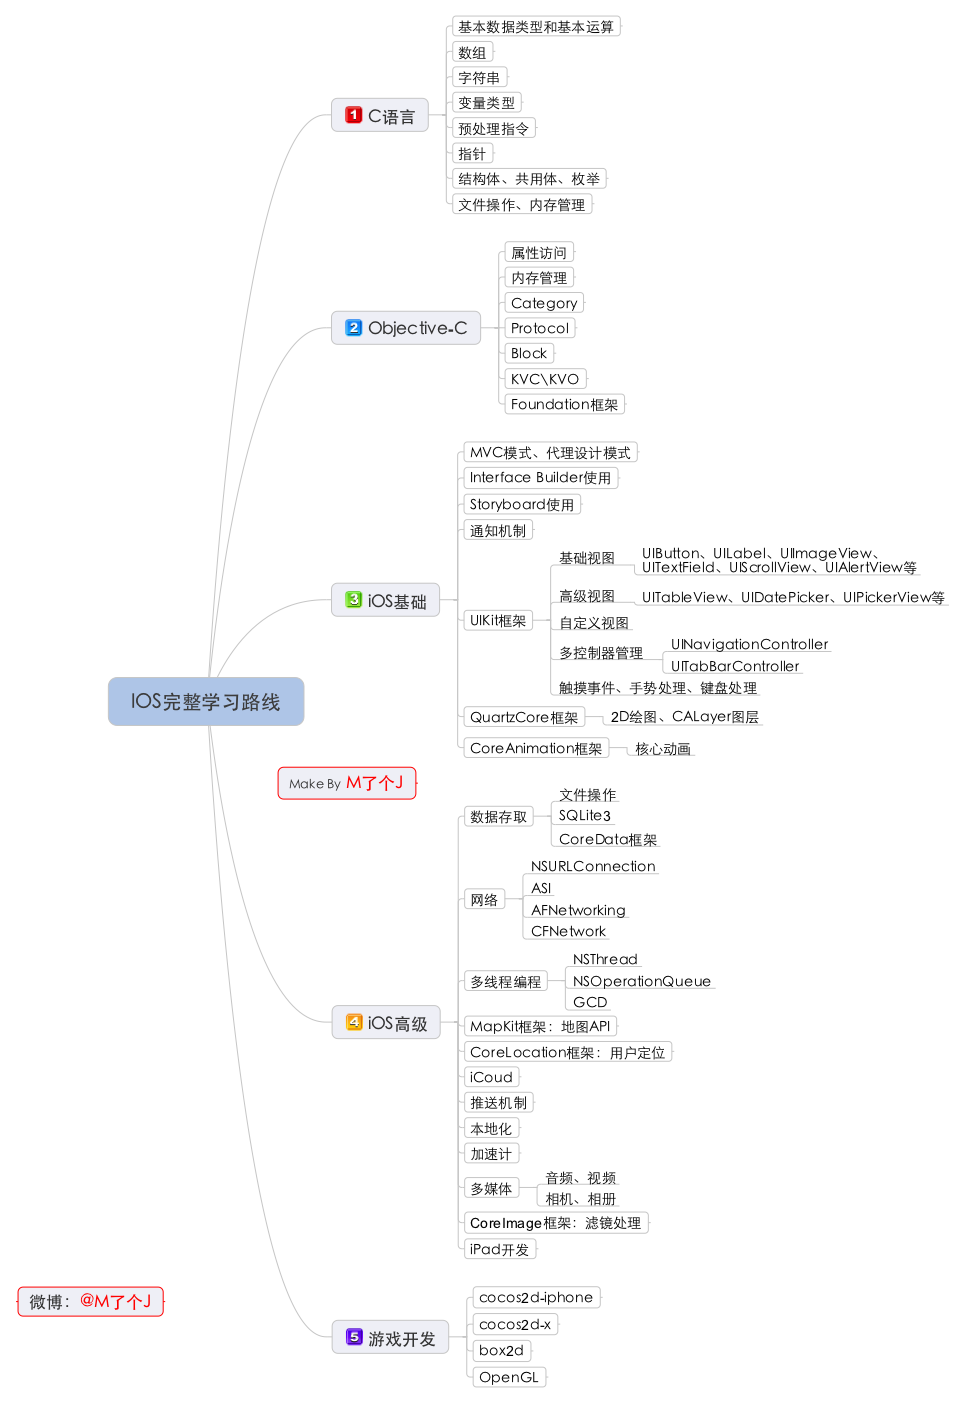 IOS完整学习路线
1 C语言
基本数据类型和基本运算
数组
字符串
变量类型
预处理指令
指针
结构体、共用体、枚举
文件操作、内存管理
2 Objective-C
属性访问
内存管理
Category
Protocol
Block
KVC\KVO
Foundation框架
3 iOS基础
MVC模式、代理设计模式
Interface Builder使用
Storyboard使用
通知机制
UIKit框架
基础视图
UIButton、UILabel、UIImageView、
UITextField、UIScrollView、UIAlertView等
高级视图
UITableView、UIDatePicker、UIPickerView等
自定义视图
多控制器管理
UINavigationController
UITabBarController
触摸事件、手势处理、键盘处理
QuartzCore框架
2D绘图、CALayer图层
CoreAnimation框架
核心动画
Make By M了个J
4 iOS高级
数据存取
文件操作
SQLite3
CoreData框架
网络
NSURLConnection
ASI
AFNetworking
CFNetwork
多线程编程
NSThread
NSOperationQueue
GCD
MapKit框架：地图API
CoreLocation框架：用户定位
iCoud
推送机制
本地化
加速计
多媒体
音频、视频
相机、相册
CoreImage框架：滤镜处理
iPad开发
微博：@M了个J
5 游戏开发
cocos2d-iphone
cocos2d-x
box2d
OpenGL